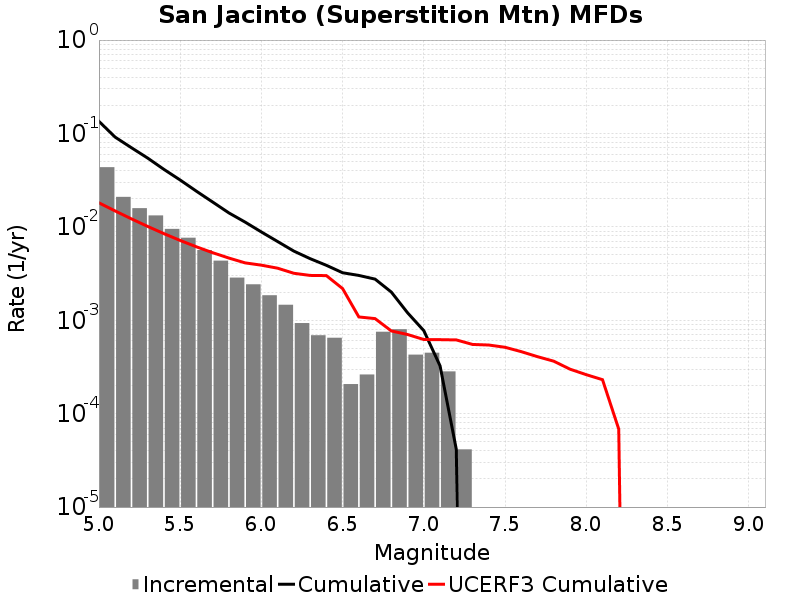 San Jacinto (Superstition Mtn) MFDs
10^0
10^-1
10^-2
10^-3
10^-4
10^-5
Rate (1/yr)
5.0 5.5 6.0 6.5 7.0 7.5 8.0 8.5 9.0
Magnitude
Incremental Cumulative UCERF3 Cumulative